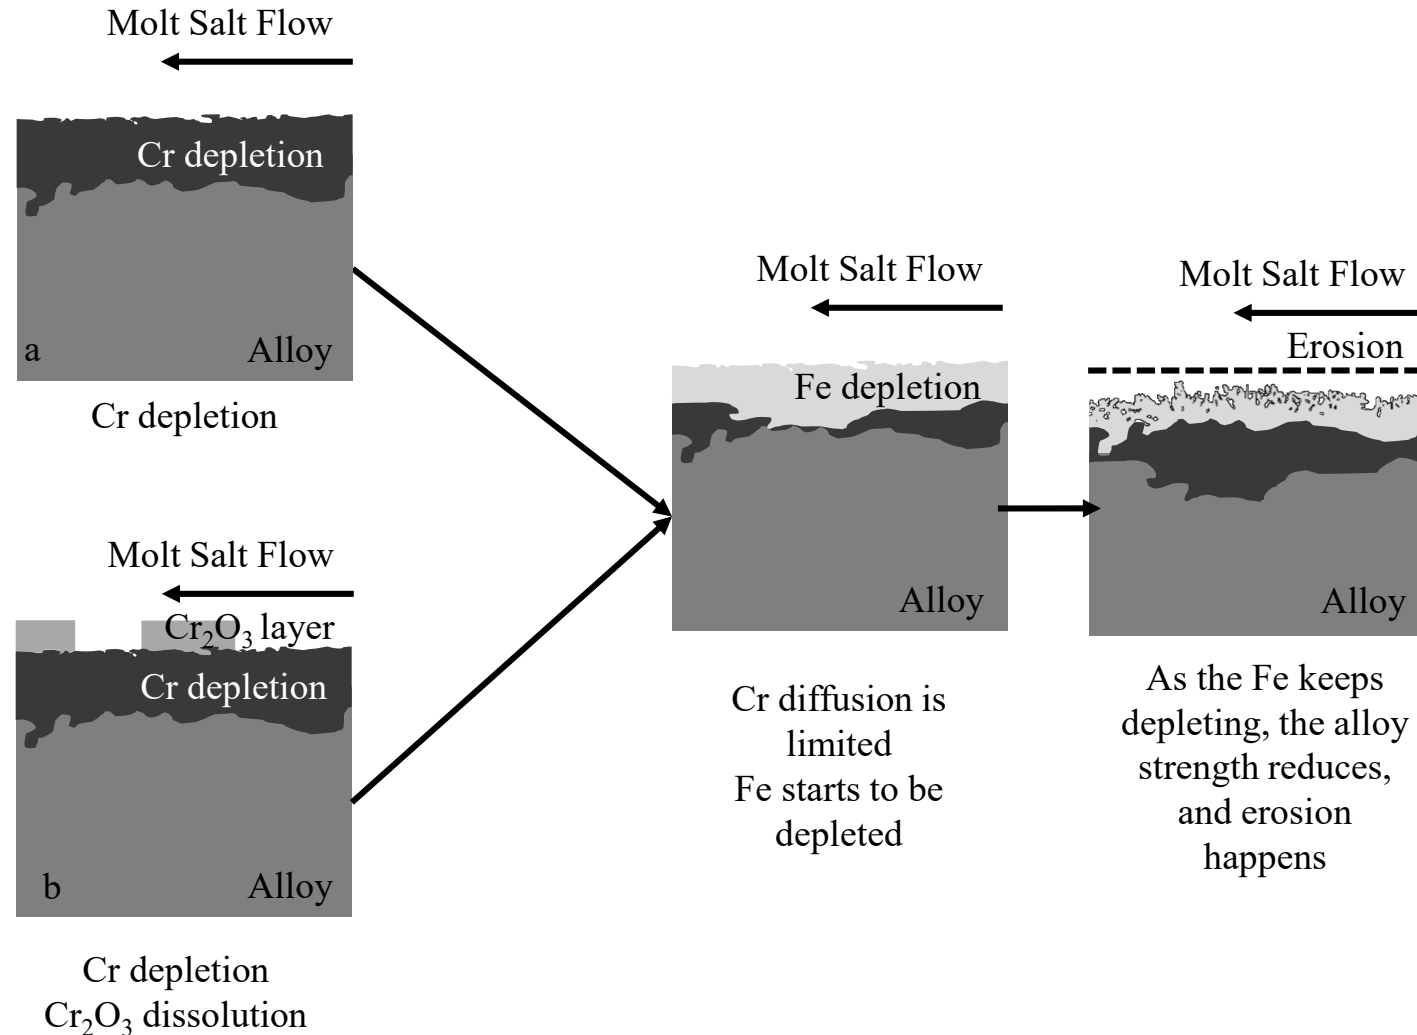 Molt Salt Flow
Cr depletion
a
Alloy
Cr depletion
Molt Salt Flow
Cr₂O₃ layer
Cr depletion
b
Alloy
Cr depletion
Cr₂O₃ dissolution
Molt Salt Flow
Fe depletion
Alloy
Cr diffusion is
limited
Fe starts to be
depleted
Molt Salt Flow
Erosion
Alloy
As the Fe keeps
depleting, the alloy
strength reduces,
and erosion
happens